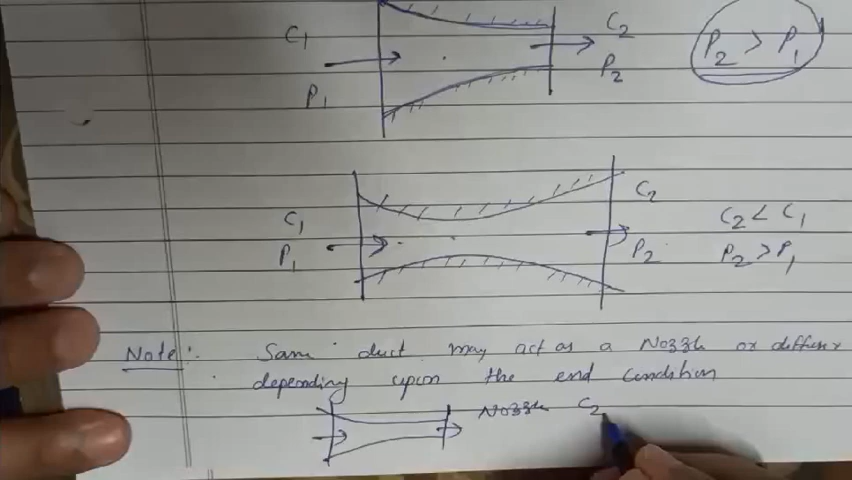 C₁ C₂
P₁ P₂ P₂ > P₁
C₁ C₂ C₂ < C₁
P₁ P₂ P₂ > P₁
Note:- Same duct may act as a Nozzle or diffuser
depending upon the end condition
Nozzle C₂